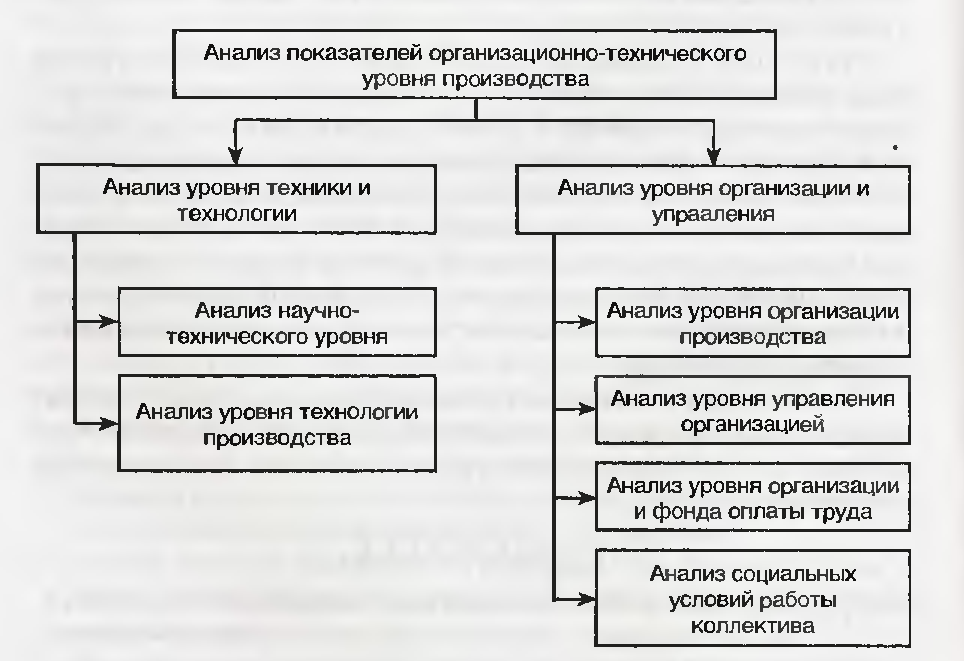 Анализ показателей организационно-технического
уровня производства
Анализ уровня техники и
технологии
Анализ научно-
технического уровня
Анализ уровня технологии
производства
Анализ уровня организации и
упрааления
Анализ уровня организации
производства
Анализ уровня управления
организацией
Анализ уровня организации
и фонда оплаты труда
Анализ социальных
условий работы
коллектива